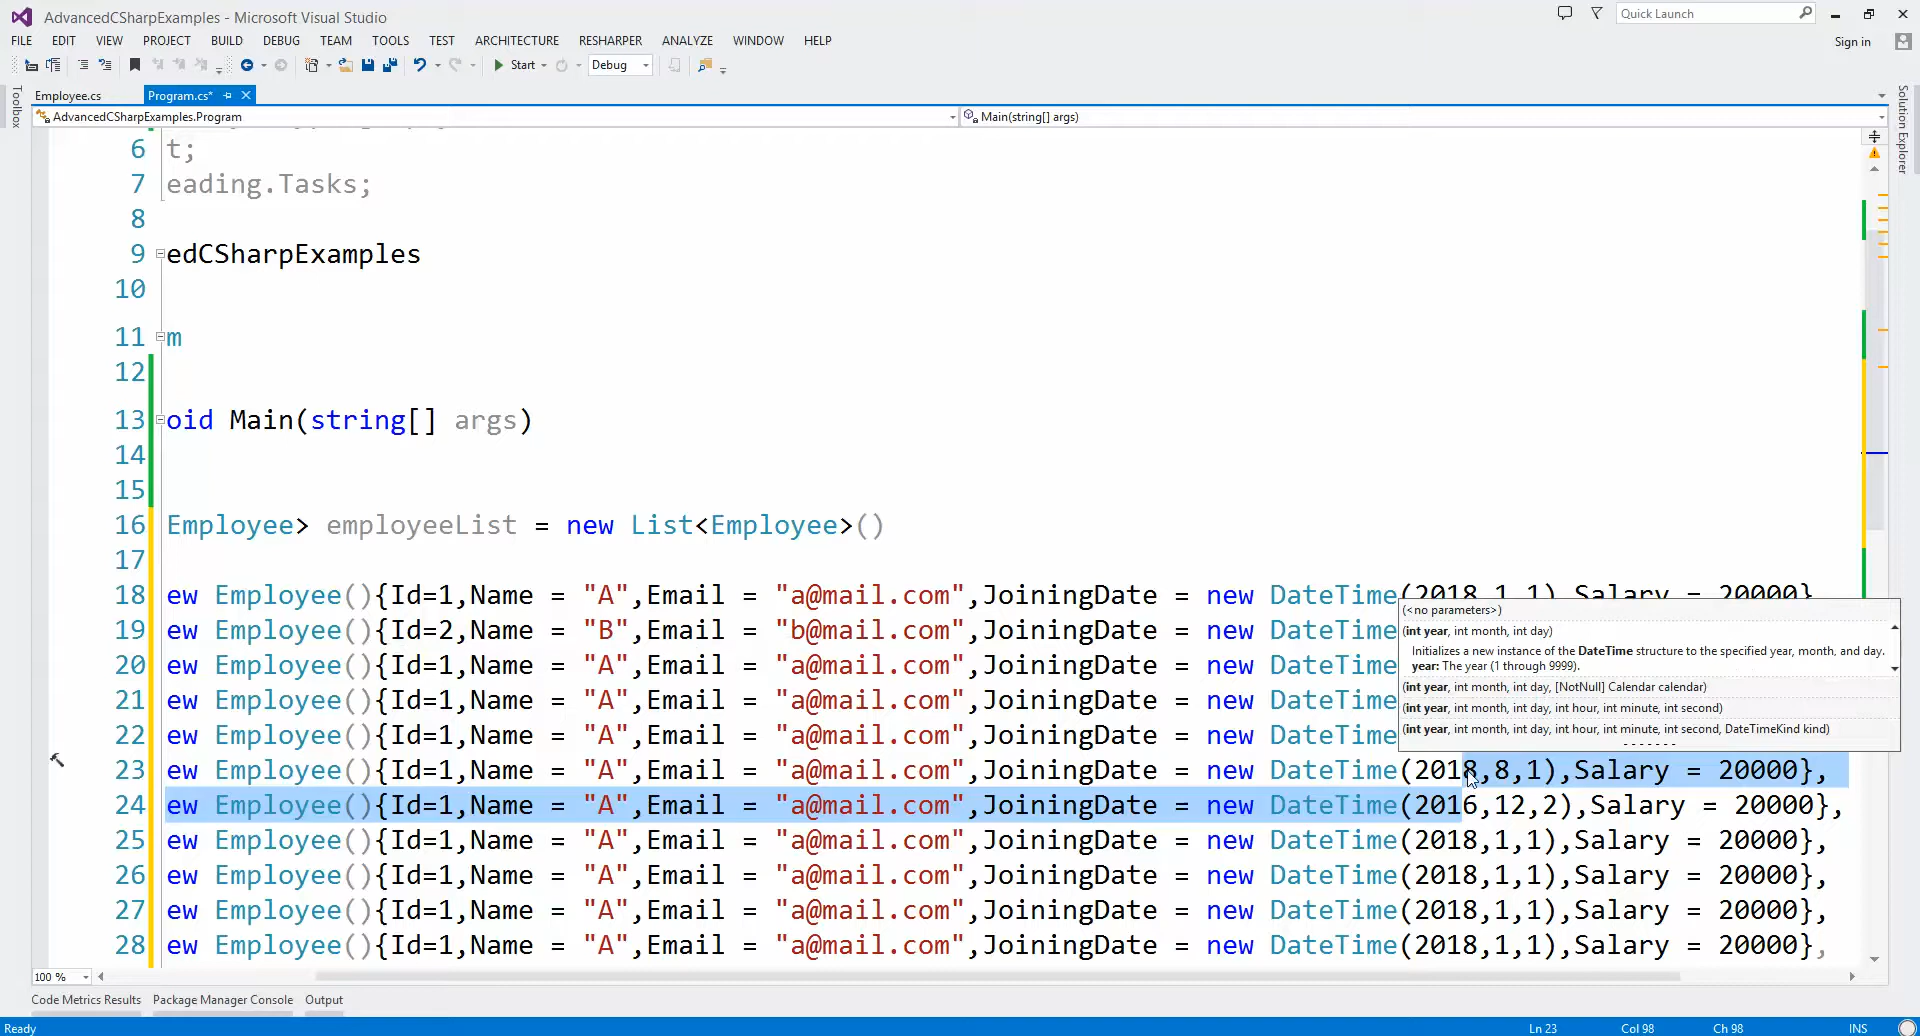 AdvancedCSharpExamples - Microsoft Visual Studio
Quick Launch
FILE EDIT VIEW PROJECT BUILD DEBUG TEAM TOOLS TEST ARCHITECTURE RESHARPER ANALYZE WINDOW HELP
Sign in
Start Debug
Toolbox
Employee.cs Program.cs*
Solution Explorer
AdvancedCSharpExamples.Program Main(string[] args)
6 t;
7 eading.Tasks;
8
9 edCSharpExamples
10
11 m
12
13 oid Main(string[] args)
14
15
16 Employee> employeeList = new List<Employee>()
17
18 ew Employee(){Id=1,Name = "A",Email = "a@mail.com",JoiningDate = new DateTime(2018,1,1),Salary = 20000},
19 ew Employee(){Id=2,Name = "B",Email = "b@mail.com",JoiningDate = new DateTime
20 ew Employee(){Id=1,Name = "A",Email = "a@mail.com",JoiningDate = new DateTime
21 ew Employee(){Id=1,Name = "A",Email = "a@mail.com",JoiningDate = new DateTime
22 ew Employee(){Id=1,Name = "A",Email = "a@mail.com",JoiningDate = new DateTime
(<no parameters>)
(int year, int month, int day)
Initializes a new instance of the DateTime structure to the specified year, month, and day.
year: The year (1 through 9999).
(int year, int month, int day, [NotNull] Calendar calendar)
(int year, int month, int day, int hour, int minute, int second)
(int year, int month, int day, int hour, int minute, int second, DateTimeKind kind)
23 ew Employee(){Id=1,Name = "A",Email = "a@mail.com",JoiningDate = new DateTime(2018,8,1),Salary = 20000},
24 ew Employee(){Id=1,Name = "A",Email = "a@mail.com",JoiningDate = new DateTime(2016,12,2),Salary = 20000},
25 ew Employee(){Id=1,Name = "A",Email = "a@mail.com",JoiningDate = new DateTime(2018,1,1),Salary = 20000},
26 ew Employee(){Id=1,Name = "A",Email = "a@mail.com",JoiningDate = new DateTime(2018,1,1),Salary = 20000},
27 ew Employee(){Id=1,Name = "A",Email = "a@mail.com",JoiningDate = new DateTime(2018,1,1),Salary = 20000},
28 ew Employee(){Id=1,Name = "A",Email = "a@mail.com",JoiningDate = new DateTime(2018,1,1),Salary = 20000},
100 %
Code Metrics Results Package Manager Console Output
Ready Ln 23 Col 98 Ch 98 INS